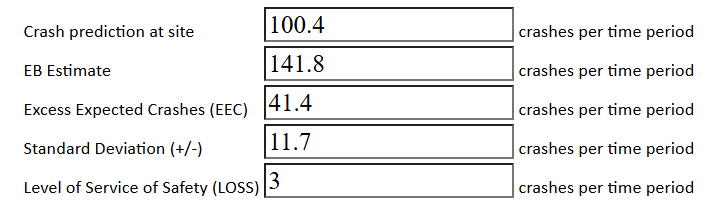 Crash prediction at site 100.4 crashes per time period
EB Estimate 141.8 crashes per time period
Excess Expected Crashes (EEC) 41.4 crashes per time period
Standard Deviation (+/-) 11.7 crashes per time period
Level of Service of Safety (LOSS) 3 crashes per time period